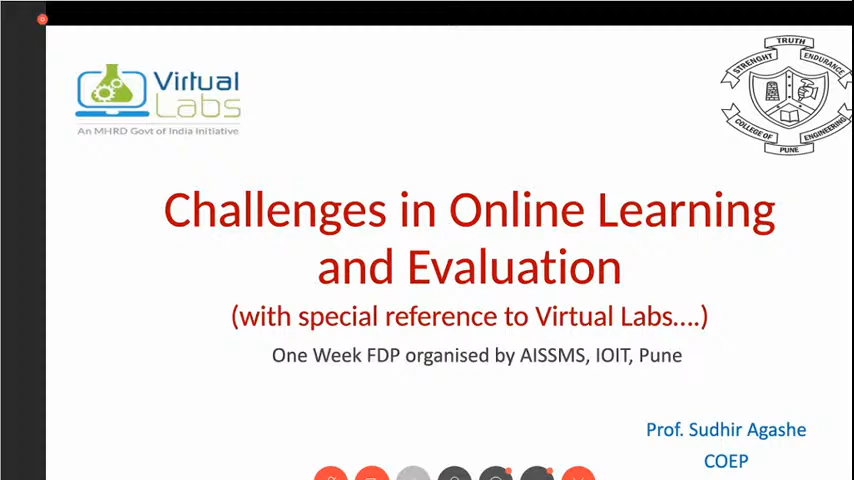 Virtual
Labs
An MHRD Govt of India Initiative
TRUTH
STRENGHT
ENDURANCE
COLLEGE OF
ENGINEERING
PUNE
Challenges in Online Learning
and Evaluation
(with special reference to Virtual Labs....)
One Week FDP organised by AISSMS, IOIT, Pune
Prof. Sudhir Agashe
COEP